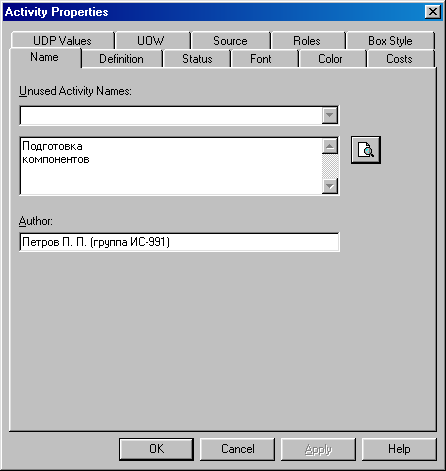 Activity Properties
UDP Values UOW Source Roles Box Style
Name Definition Status Font Color Costs
Unused Activity Names:
Подготовка
компонентов
Author:
Петров П. П. (группа ИС-991)
OK Cancel Apply Help